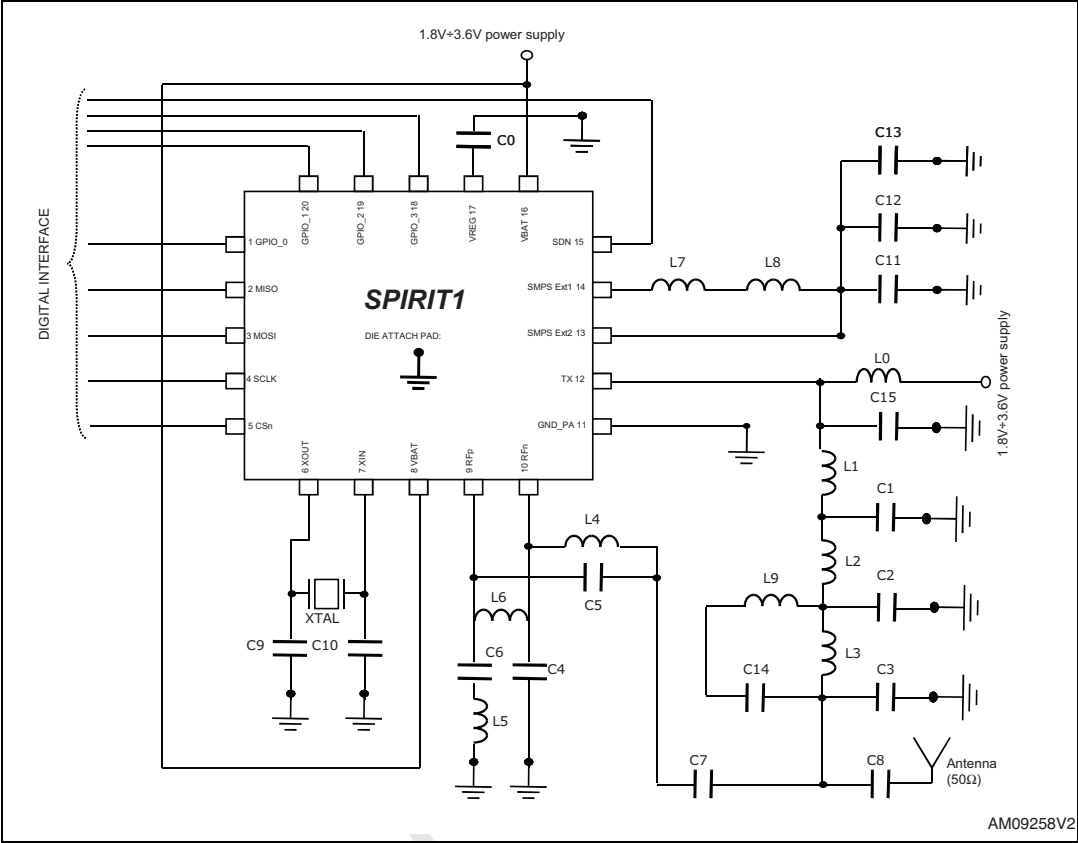 1.8V÷3.6V power supply
C0
C13
C12
C11
DIGITAL INTERFACE
GPIO_1 20
GPIO_2 19
GPIO_3 18
VREG 17
VBAT 16
1 GPIO_0
SDN 15
L7
L8
2 MISO
SPIRIT1
SMPS Ext1 14
3 MOSI
DIE ATTACH PAD:
SMPS Ext2 13
4 SCLK
TX 12
L0
1.8V÷3.6V power supply
C15
5 CSn
GND_PA 11
6 XOUT
7 XIN
8 VBAT
9 RFp
10 RFn
L1
C1
L4
L2
C2
L9
C5
XTAL
L6
C9
C10
C6
C4
L3
C14
C3
L5
C7
C8
Antenna
(50Ω)
AM09258V2